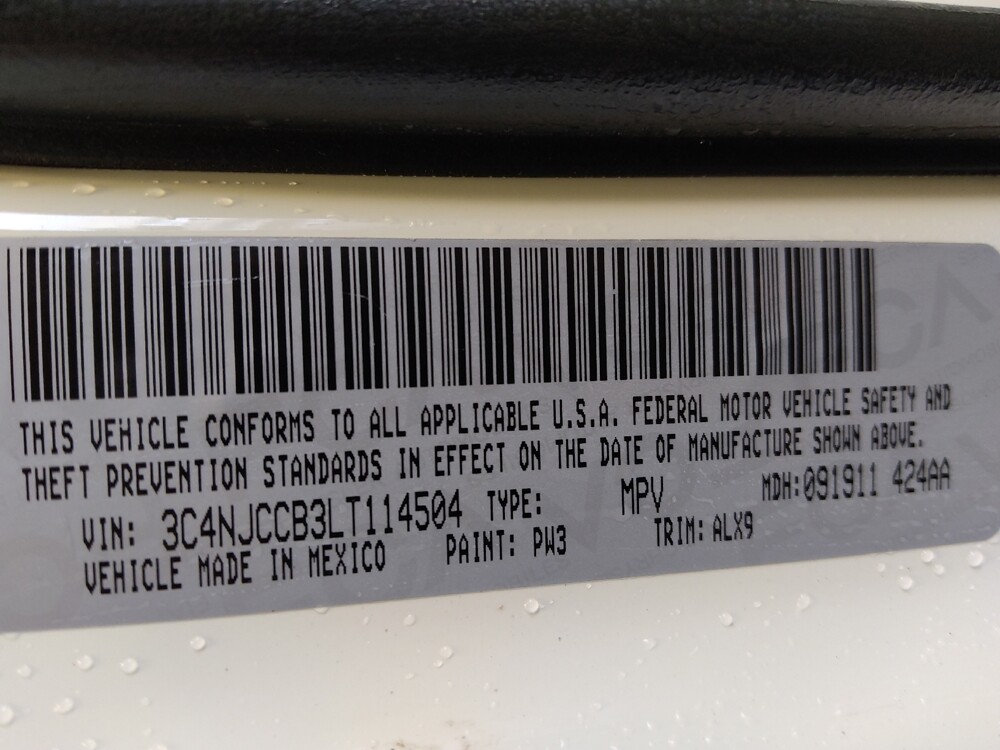 THIS VEHICLE CONFORMS TO ALL APPLICABLE U.S.A. FEDERAL MOTOR VEHICLE SAFETY AND
THEFT PREVENTION STANDARDS IN EFFECT ON THE DATE OF MANUFACTURE SHOWN ABOVE.
VIN: 3C4NJCCB3LT114504 TYPE: MPV MDH:091911 424AA
VEHICLE MADE IN MEXICO PAINT: PW3 TRIM: ALX9